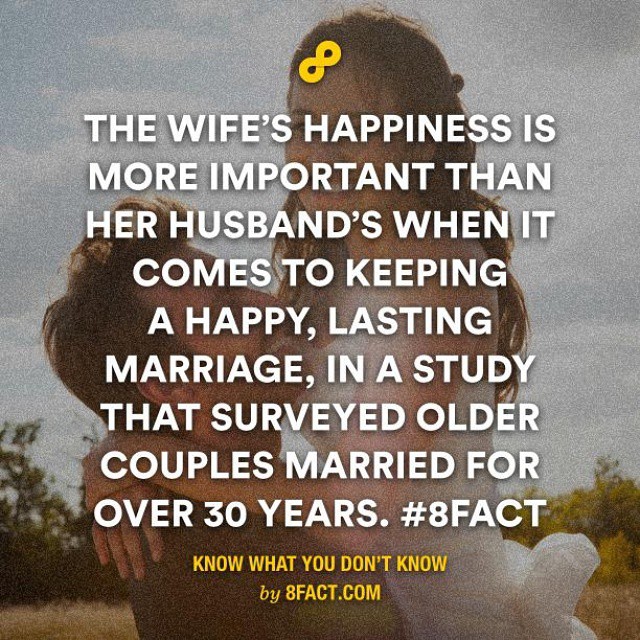 THE WIFE'S HAPPINESS IS
MORE IMPORTANT THAN
HER HUSBAND'S WHEN IT
COMES TO KEEPING
A HAPPY, LASTING
MARRIAGE, IN A STUDY
THAT SURVEYED OLDER
COUPLES MARRIED FOR
OVER 30 YEARS. #8FACT
KNOW WHAT YOU DON'T KNOW
by 8FACT.COM